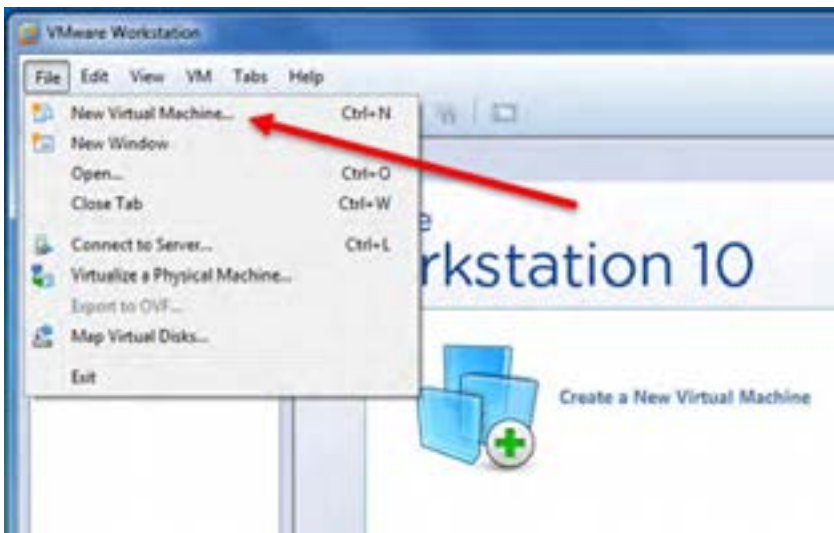 VMware Workstation
File Edit View VM Tabs Help
New Virtual Machine... Ctrl+N
New Window
Open... Ctrl+O
Close Tab Ctrl+W
Connect to Server... Ctrl+L
Virtualize a Physical Machine...
Export to OVF...
Map Virtual Disks...
Exit
e
rkstation 10
Create a New Virtual Machine